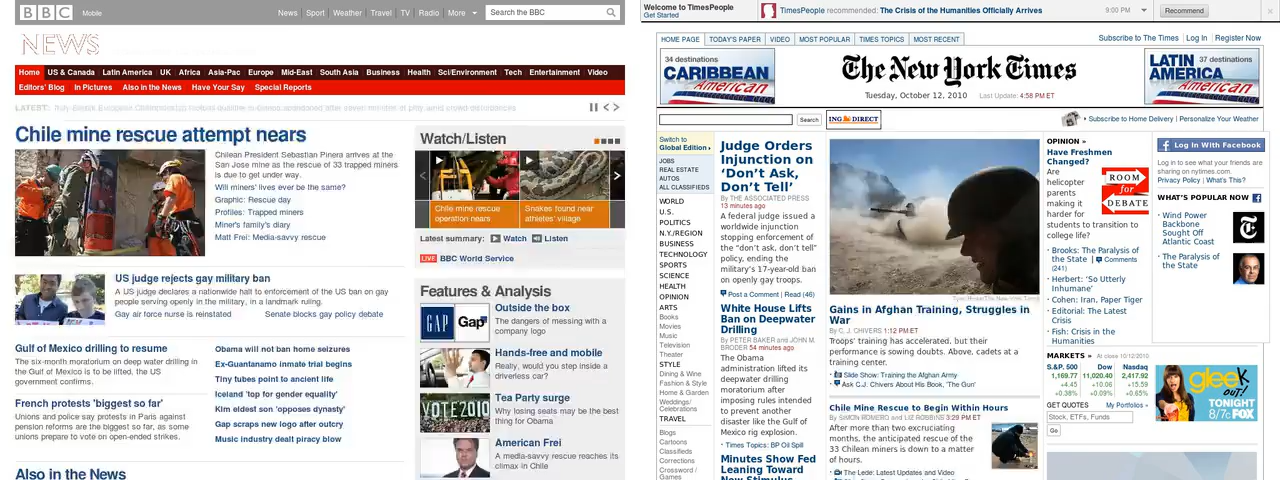 BBC Mobile
News Sport Weather Travel TV Radio More
Search the BBC
NEWS
Home US & Canada Latin America UK Africa Asia-Pac Europe Mid-East South Asia Business Health Sci/Environment Tech Entertainment Video
Editors' Blog In Pictures Also in the News Have Your Say Special Reports
LATEST:
Chile mine rescue attempt nears
Chilean President Sebastian Pinera arrives at the
San Jose mine as the rescue of 33 trapped miners
is due to get under way.
Will miners' lives ever be the same?
Graphic: Rescue day
Profiles: Trapped miners
Miner's family's diary
Matt Frei: Media-savvy rescue
US judge rejects gay military ban
A US judge declares a nationwide halt to enforcement of the US ban on gay
people serving openly in the military, in a landmark ruling.
Gay air force nurse is reinstated
Senate blocks gay policy debate
Gulf of Mexico drilling to resume
The six-month moratorium on deep water drilling in
the Gulf of Mexico is to be lifted, the US
government confirms.
French protests 'biggest so far'
Unions and police say protests in Paris against
pension reforms are the biggest so far, as some
unions prepare to vote on open-ended strikes.
Obama will not ban home seizures
Ex-Guantanamo inmate trial begins
Tiny tubes point to ancient life
Iceland 'top for gender equality'
Kim eldest son 'opposes dynasty'
Gap scraps new logo after outcry
Music industry dealt piracy blow
Also in the News
Watch/Listen
Chile mine rescue
operation nears
Snakes found near
athletes' village
Latest summary: Watch Listen
LIVE BBC World Service
Features & Analysis
GAP Gap
Outside the box
The dangers of messing with a
company logo
Hands-free and mobile
Really, would you step inside a
driverless car?
VOTE2010
Tea Party surge
Why losing seats may be the best
thing for Obama
American Frei
A media-savvy rescue reaches its
climax in Chile
Welcome to TimesPeople
Get Started
TimesPeople recommended: The Crisis of the Humanities Officially Arrives
9:00 PM
Recommend
HOME PAGE TODAY'S PAPER VIDEO MOST POPULAR TIMES TOPICS MOST RECENT
Subscribe to The Times Log In Register Now
34 destinations
CARIBBEAN
American
The New York Times
Tuesday, October 12, 2010 Last Update: 4:58 PM ET
37 destinations
LATIN
AMERICA
American
Search
ING DIRECT
Subscribe to Home Delivery | Personalize Your Weather
Switch to
Global Edition
JOBS
REAL ESTATE
AUTOS
ALL CLASSIFIEDS
WORLD
U.S.
POLITICS
N.Y./REGION
BUSINESS
TECHNOLOGY
SPORTS
SCIENCE
HEALTH
OPINION
ARTS
Books
Movies
Music
Television
Theater
STYLE
Dining & Wine
Fashion & Style
Home & Garden
Weddings/
Celebrations
TRAVEL
Blogs
Cartoons
Classifieds
Corrections
Crossword /
Games
Judge Orders
Injunction on
'Don't Ask,
Don't Tell'
By THE ASSOCIATED PRESS
13 minutes ago
A federal judge issued a
worldwide injunction
stopping enforcement of
the "don't ask, don't tell"
policy, ending the
military's 17-year-old ban
on openly gay troops.
Post a Comment | Read (46)
White House Lifts
Ban on Deepwater
Drilling
By PETER BAKER and JOHN M.
BRODER 54 minutes ago
The Obama
administration lifted its
deepwater drilling
moratorium after
imposing rules intended
to prevent another
disaster like the Gulf of
Mexico rig explosion.
Times Topics: BP Oil Spill
Minutes Show Fed
Leaning Toward
New Stimulus
Tyler Hicks/The New York Times
Gains in Afghan Training, Struggles in
War
By C. J. CHIVERS 1:12 PM ET
Troops' training has accelerated, but their
performance is sowing doubts. Above, cadets at a
training center.
Slide Show: Training the Afghan Army
Ask C.J. Chivers About His Book, 'The Gun'
Chile Mine Rescue to Begin Within Hours
By SIMON ROMERO and LIZ ROBBINS 3:29 PM ET
After more than two excruciating
months, the anticipated rescue of the
33 Chilean miners is down to a matter
of hours.
The Lede: Latest Updates and Video
OPINION »
Have Freshmen
Changed?
Are
helicopter
parents
making it
harder for
students to transition to
college life?
ROOM
for
DEBATE
Brooks: The Paralysis of
the State | Comments
(241)
Herbert: 'So Utterly
Inhumane'
Cohen: Iran, Paper Tiger
Editorial: The Latest
Crisis
Fish: Crisis in the
Humanities
Log In With Facebook
Log in to see what your friends are
sharing on nytimes.com.
Privacy Policy | What's This?
WHAT'S POPULAR NOW
Wind Power
Backbone
Sought Off
Atlantic Coast
The Paralysis of
the State
MARKETS » At close 10/12/2010
S.&P. 500 Dow Nasdaq
1,169.77 11,020.40 2,417.92
+4.45 +10.06 +15.59
+0.38% +0.09% +0.65%
GET QUOTES My Portfolios »
Stock, ETFs, Funds
Go
gleek
out!
TONIGHT
8/7c FOX